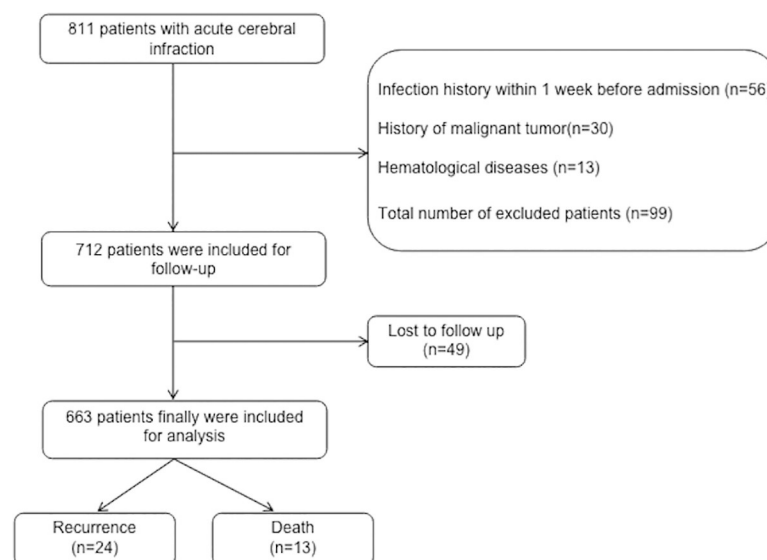 811 patients with acute cerebral
infraction
Infection history within 1 week before admission (n=56
History of malignant tumor(n=30)
Hematological diseases (n=13)
Total number of excluded patients (n=99)
712 patients were included for
follow-up
Lost to follow up
(n=49)
663 patients finally were included
for analysis
Recurrence
(n=24)
Death
(n=13)